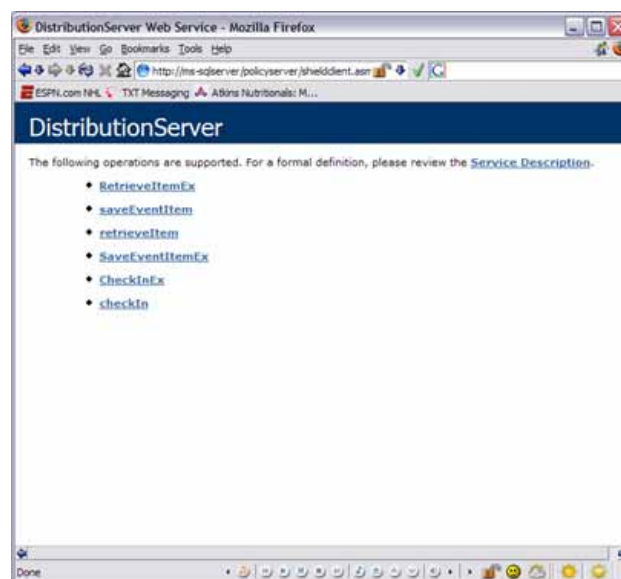 DistributionServer Web Service - Mozilla Firefox
File Edit View Go Bookmarks Tools Help
http://ms-sqlserver/policyserver/shieldclient.asm
ESPN.com NHL TXT Messaging Atkins Nutritionals: M...
DistributionServer
The following operations are supported. For a formal definition, please review the Service Description.
RetrieveItemEx
saveEventItem
retrieveItem
SaveEventItemEx
CheckInEx
checkIn
Done